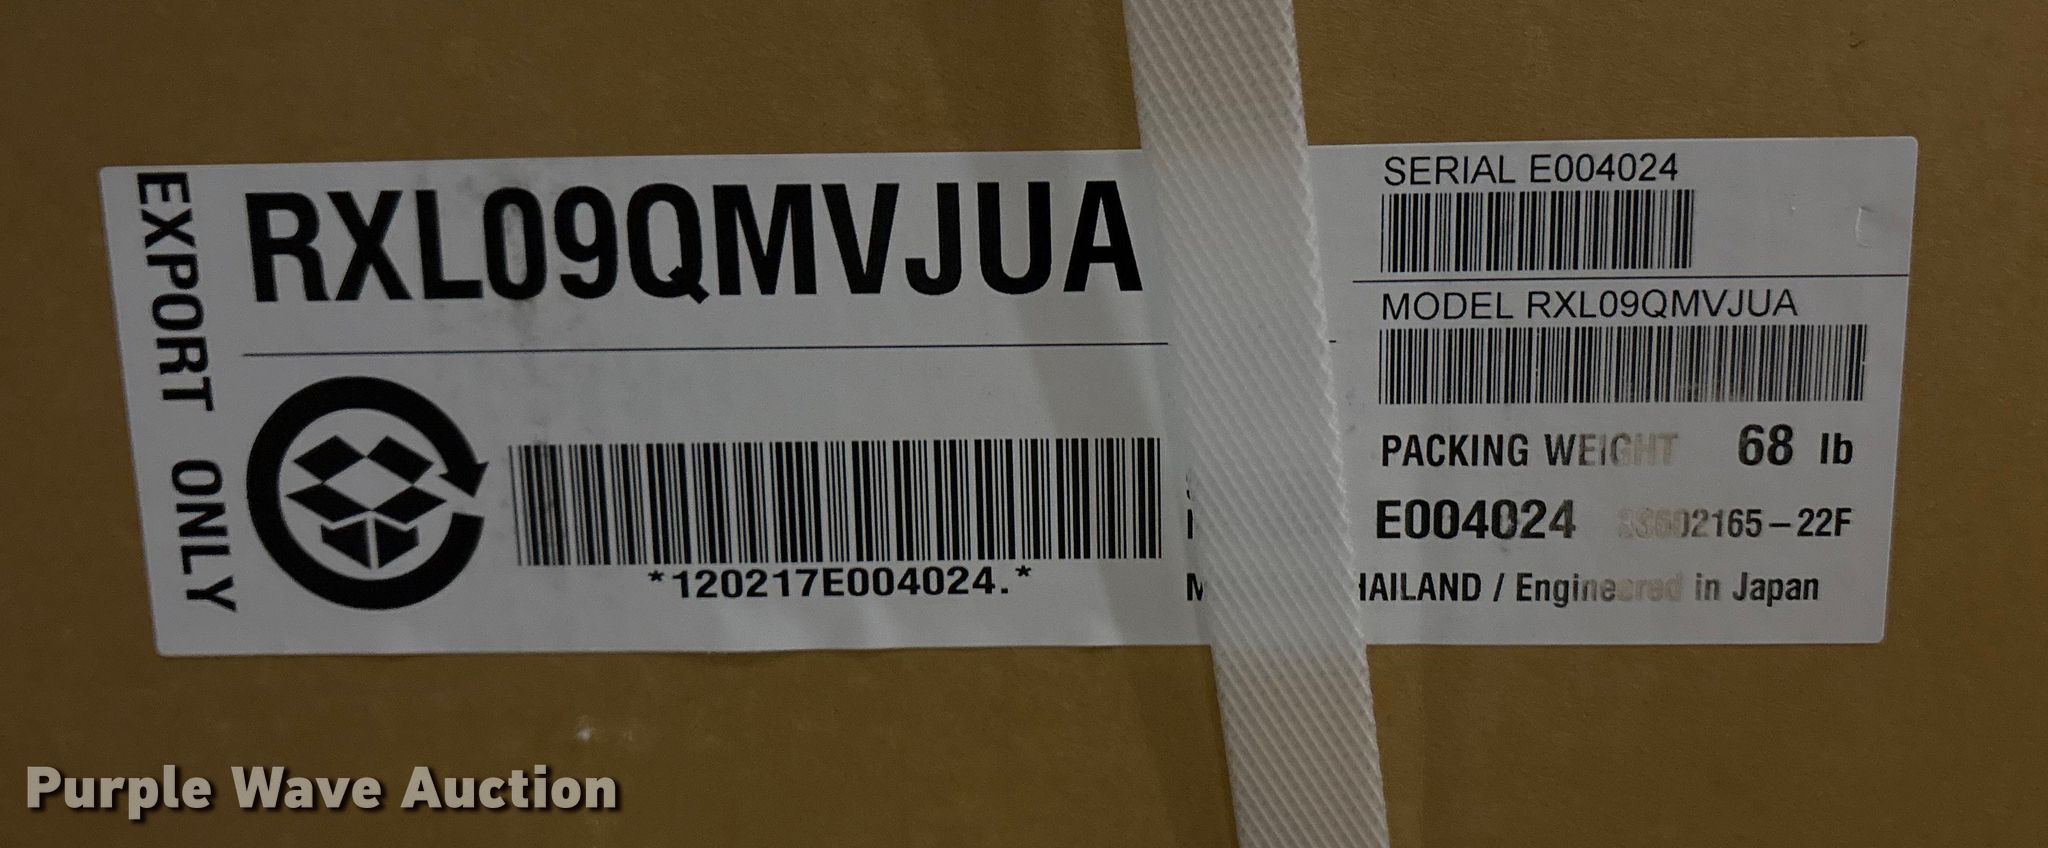 EXPORT ONLY
RXL09QMVJUA
*120217E004024.*
SERIAL E004024
MODEL RXL09QMVJUA
PACKING WEIGHT 68 lb
E004024
/ Engineered in Japan
Purple Wave Auction